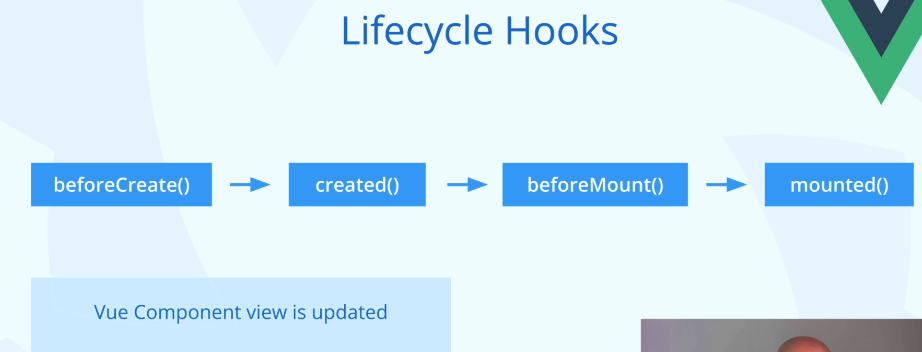 Lifecycle Hooks
beforeCreate() created() beforeMount() mounted()
Vue Component view is updated